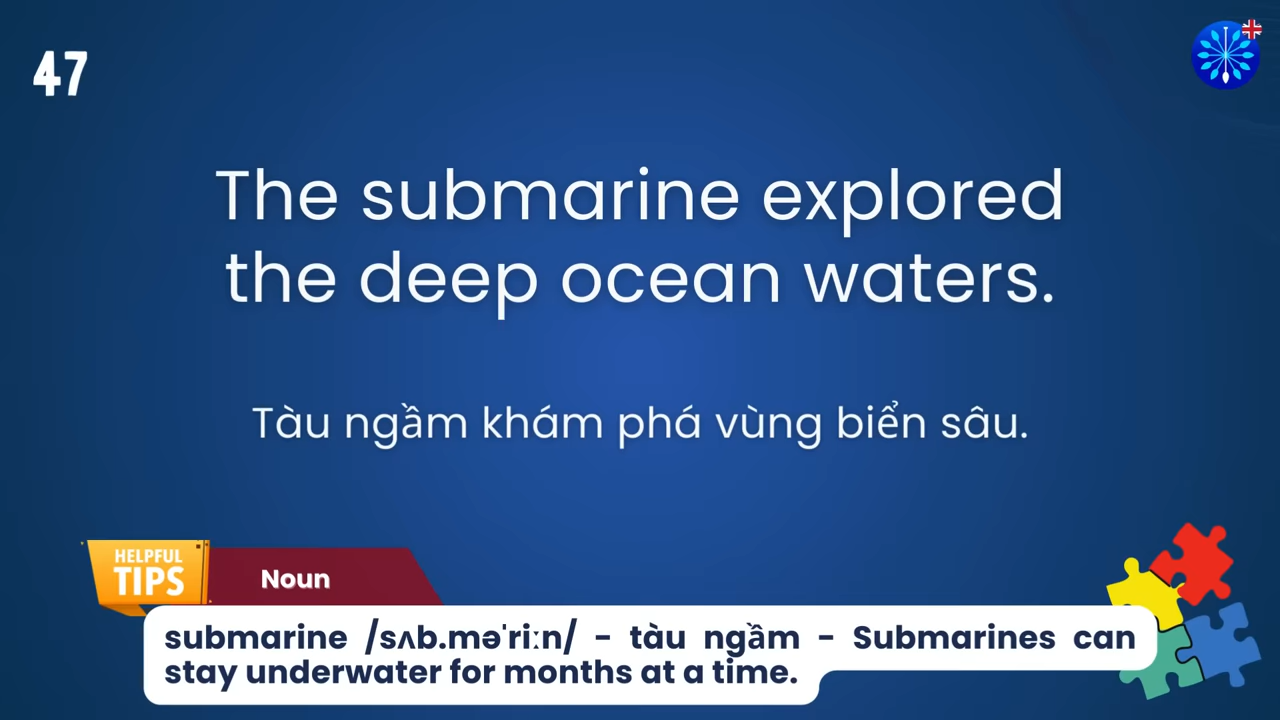 47
The submarine explored
the deep ocean waters.
Tàu ngầm khám phá vùng biển sâu.
HELPFUL
TIPS
Noun
submarine /sʌb.məˈriːn/ - tàu ngầm - Submarines can
stay underwater for months at a time.